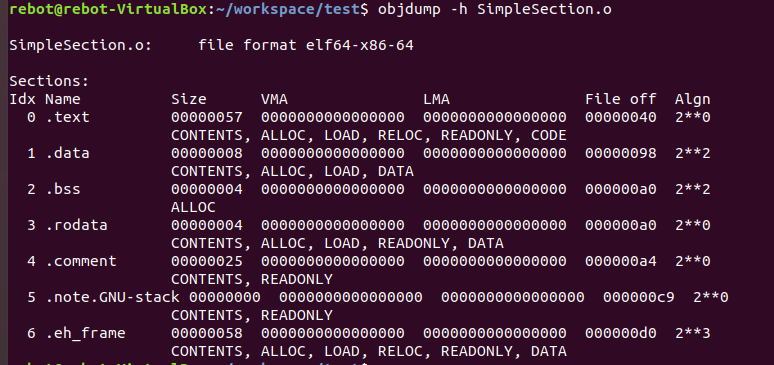 rebot@rebot-VirtualBox:~/workspace/test$ objdump -h SimpleSection.o
SimpleSection.o:     file format elf64-x86-64
Sections:
Idx Name          Size      VMA               LMA               File off  Algn
  0 .text         00000057  0000000000000000  0000000000000000  00000040  2**0
                  CONTENTS, ALLOC, LOAD, RELOC, READONLY, CODE
  1 .data         00000008  0000000000000000  0000000000000000  00000098  2**2
                  CONTENTS, ALLOC, LOAD, DATA
  2 .bss          00000004  0000000000000000  0000000000000000  000000a0  2**2
                  ALLOC
  3 .rodata       00000004  0000000000000000  0000000000000000  000000a0  2**0
                  CONTENTS, ALLOC, LOAD, READONLY, DATA
  4 .comment      00000025  0000000000000000  0000000000000000  000000a4  2**0
                  CONTENTS, READONLY
  5 .note.GNU-stack 00000000  0000000000000000  0000000000000000  000000c9  2**0
                  CONTENTS, READONLY
  6 .eh_frame     00000058  0000000000000000  0000000000000000  000000d0  2**3
                  CONTENTS, ALLOC, LOAD, RELOC, READONLY, DATA